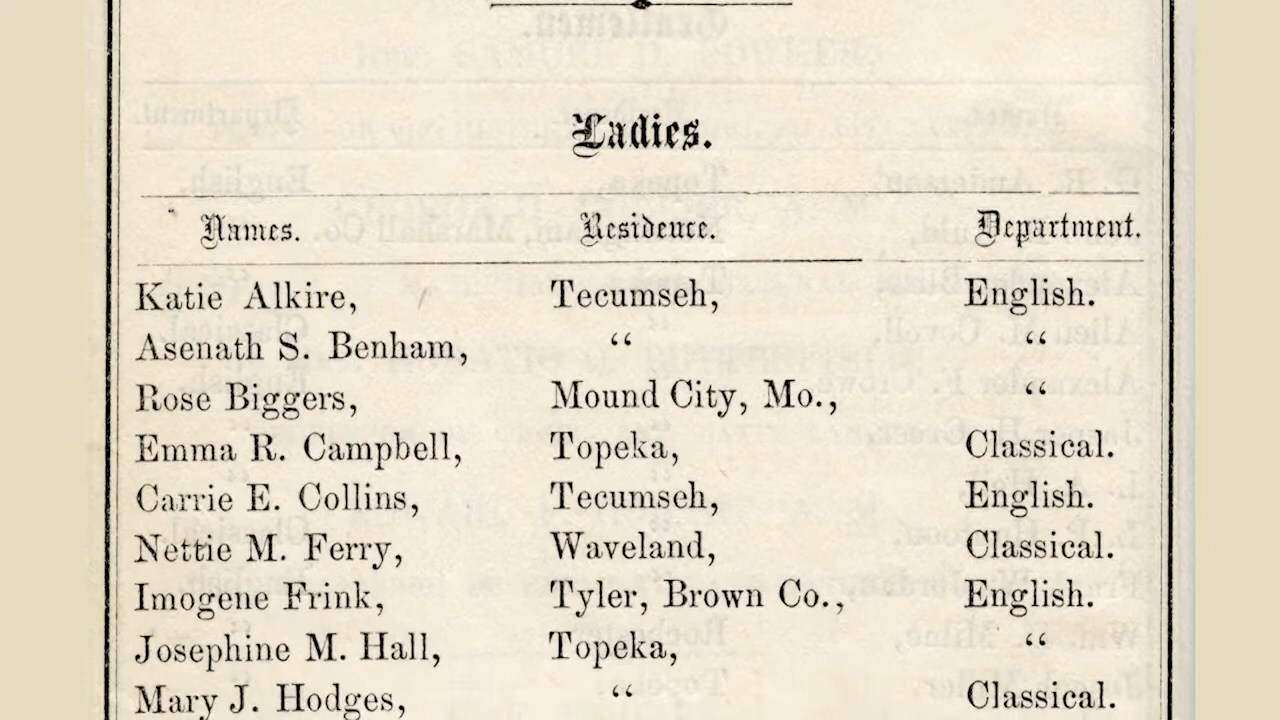 Ladies.
Names. Residence. Department.
Katie Alkire, Tecumseh, English.
Asenath S. Benham, “ “
Rose Biggers, Mound City, Mo., “
Emma R. Campbell, Topeka, Classical.
Carrie E. Collins, Tecumseh, English.
Nettie M. Ferry, Waveland, Classical.
Imogene Frink, Tyler, Brown Co., English.
Josephine M. Hall, Topeka, “
Mary J. Hodges, “ Classical.